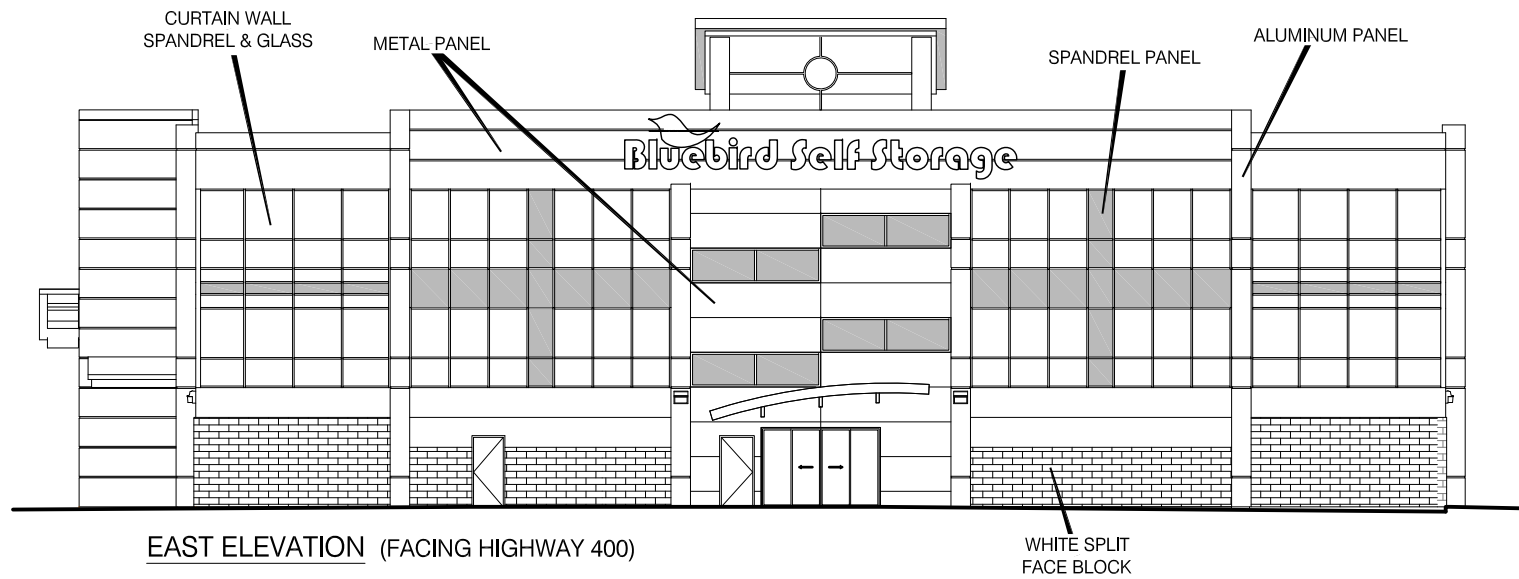 CURTAIN WALL
SPANDREL & GLASS
METAL PANEL
SPANDREL PANEL
ALUMINUM PANEL
Bluebird Self Storage
EAST ELEVATION (FACING HIGHWAY 400)
WHITE SPLIT
FACE BLOCK